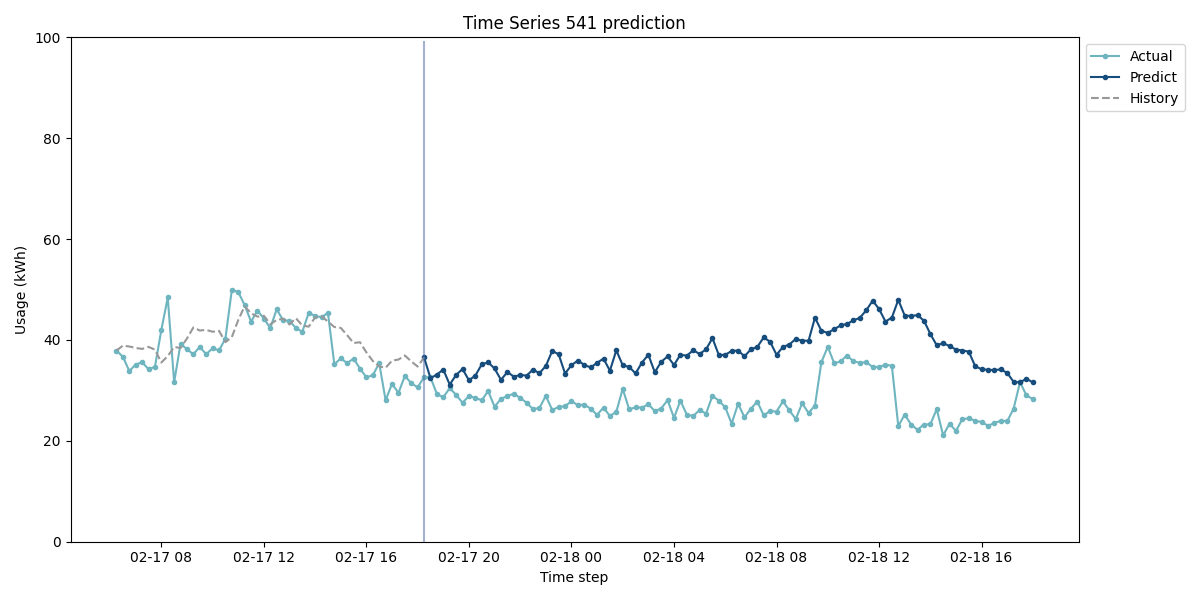 Time Series 541 prediction
Usage (kWh)
100
80
60
40
20
0
02-17 08
02-17 12
02-17 16
02-17 20
02-18 00
02-18 04
02-18 08
02-18 12
02-18 16
Time step
Actual
Predict
History